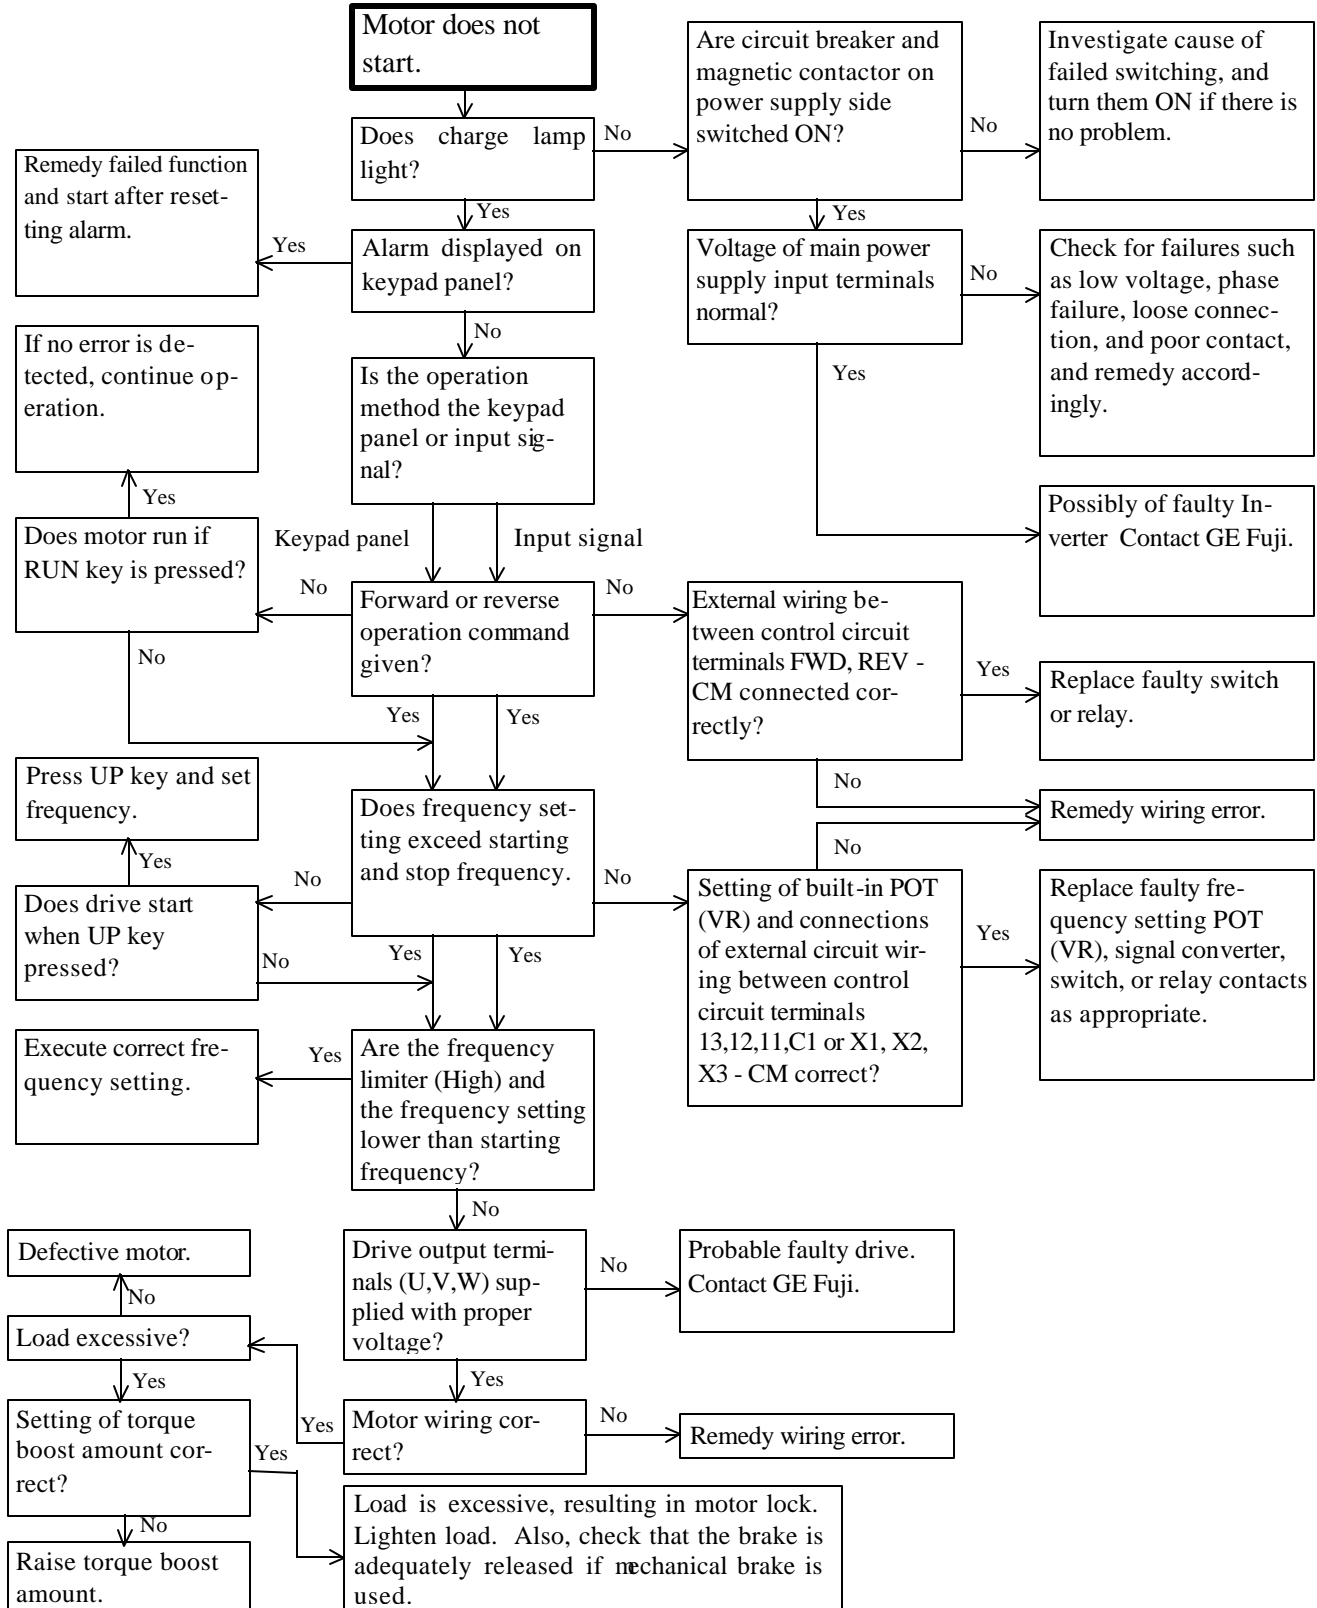 Motor does not
start.
Does charge lamp
light?
No
Are circuit breaker and
magnetic contactor on
power supply side
switched ON?
No
Investigate cause of
failed switching, and
turn them ON if there is
no problem.
Yes
Yes
Remedy failed function
and start after reset-
ting alarm.
Yes
Alarm displayed on
keypad panel?
Voltage of main power
supply input terminals
normal?
No
Check for failures such
as low voltage, phase
failure, loose connec-
tion, and poor contact,
and remedy accord-
ingly.
No
Yes
If no error is de-
tected, continue op-
eration.
Is the operation
method the keypad
panel or input sig-
nal?
Yes
Possibly of faulty In-
verter Contact GE Fuji.
Does motor run if
RUN key is pressed?
Keypad panel
Input signal
No
Forward or reverse
operation command
given?
No
External wiring be-
tween control circuit
terminals FWD, REV -
CM connected cor-
rectly?
Yes
Replace faulty switch
or relay.
No
Yes
Yes
No
Press UP key and set
frequency.
Does frequency set-
ting exceed starting
and stop frequency.
Remedy wiring error.
Yes
No
Does drive start
when UP key
pressed?
No
No
Setting of built-in POT
(VR) and connections
of external circuit wir-
ing between control
circuit terminals
13,12,11,C1 or X1, X2,
X3 - CM correct?
Yes
Replace faulty fre-
quency setting POT
(VR), signal converter,
switch, or relay contacts
as appropriate.
No
Yes
Yes
Execute correct fre-
quency setting.
Yes
Are the frequency
limiter (High) and
the frequency setting
lower than starting
frequency?
No
Defective motor.
Drive output termi-
nals (U,V,W) sup-
plied with proper
voltage?
No
Probable faulty drive.
Contact GE Fuji.
No
Load excessive?
Yes
Yes
Setting of torque
boost amount cor-
rect?
Yes
Yes
Motor wiring cor-
rect?
No
Remedy wiring error.
No
Load is excessive, resulting in motor lock.
Lighten load. Also, check that the brake is
adequately released if mechanical brake is
used.
Raise torque boost
amount.